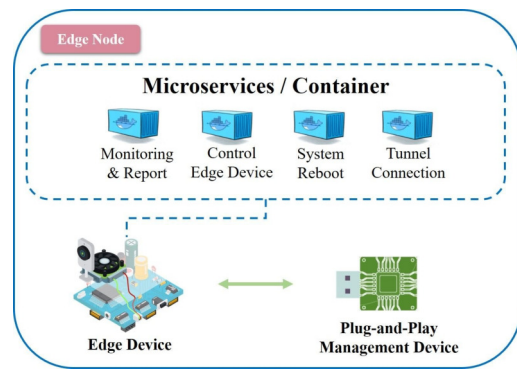 Edge Node
Microservices / Container
Monitoring
& Report
Control
Edge Device
System
Reboot
Tunnel
Connection
Edge Device
Plug-and-Play
Management Device